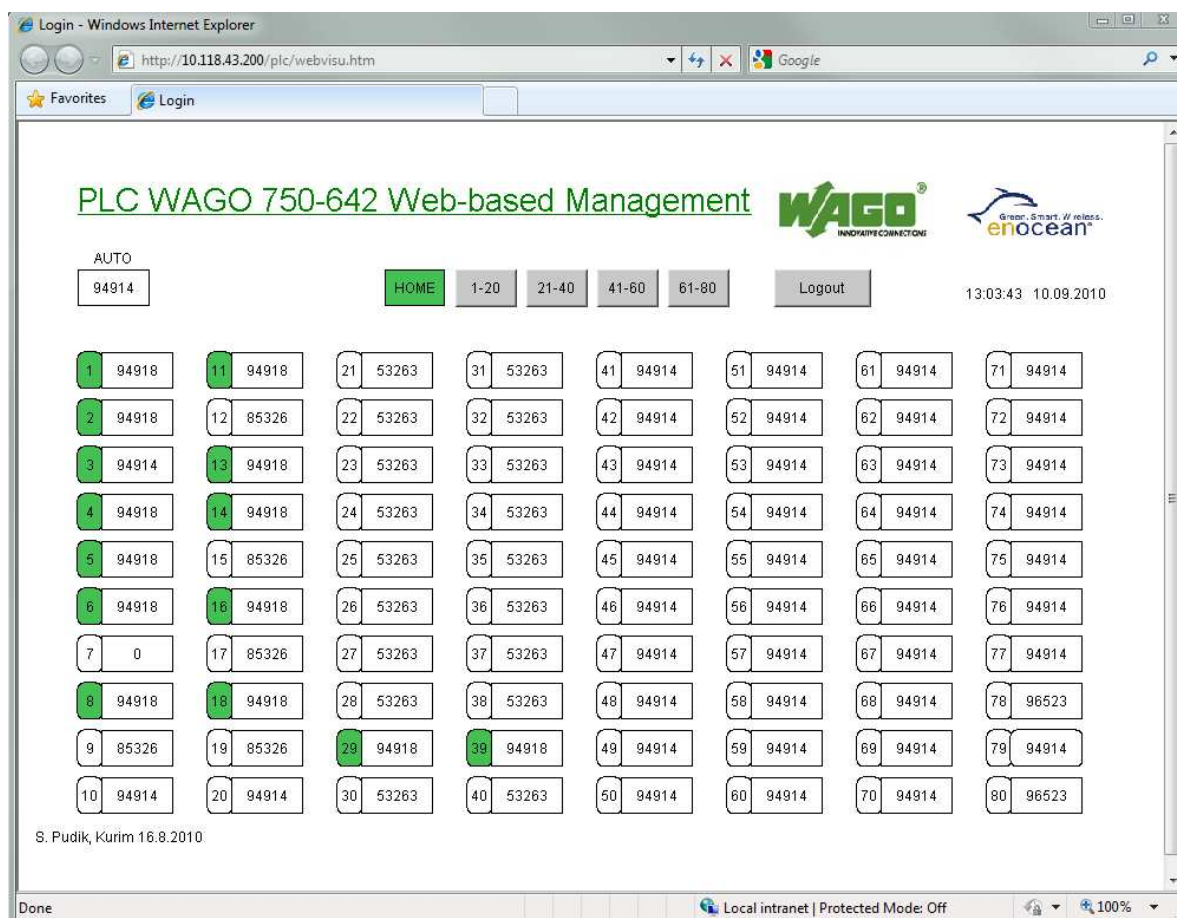 Login - Windows Internet Explorer
http://10.118.43.200/plc/webvisu.htm Google
Favorites Login
PLC WAGO 750-642 Web-based Management WAGO® INNOVATIVE CONNECTIONS Green. Smart. Wireless. enocean®
AUTO
94914 HOME 1-20 21-40 41-60 61-80 Logout 13:03:43 10.09.2010
1 94918 11 94918 21 53263 31 53263 41 94914 51 94914 61 94914 71 94914
2 94918 12 85326 22 53263 32 53263 42 94914 52 94914 62 94914 72 94914
3 94914 13 94918 23 53263 33 53263 43 94914 53 94914 63 94914 73 94914
4 94918 14 94918 24 53263 34 53263 44 94914 54 94914 64 94914 74 94914
5 94918 15 85326 25 53263 35 53263 45 94914 55 94914 65 94914 75 94914
6 94918 16 94918 26 53263 36 53263 46 94914 56 94914 66 94914 76 94914
7 0 17 85326 27 53263 37 53263 47 94914 57 94914 67 94914 77 94914
8 94918 18 94918 28 53263 38 53263 48 94914 58 94914 68 94914 78 96523
9 85326 19 85326 29 94918 39 94918 49 94914 59 94914 69 94914 79 94914
10 94914 20 94914 30 53263 40 53263 50 94914 60 94914 70 94914 80 96523
S. Pudik, Kurim 16.8.2010
Done Local intranet | Protected Mode: Off 100%